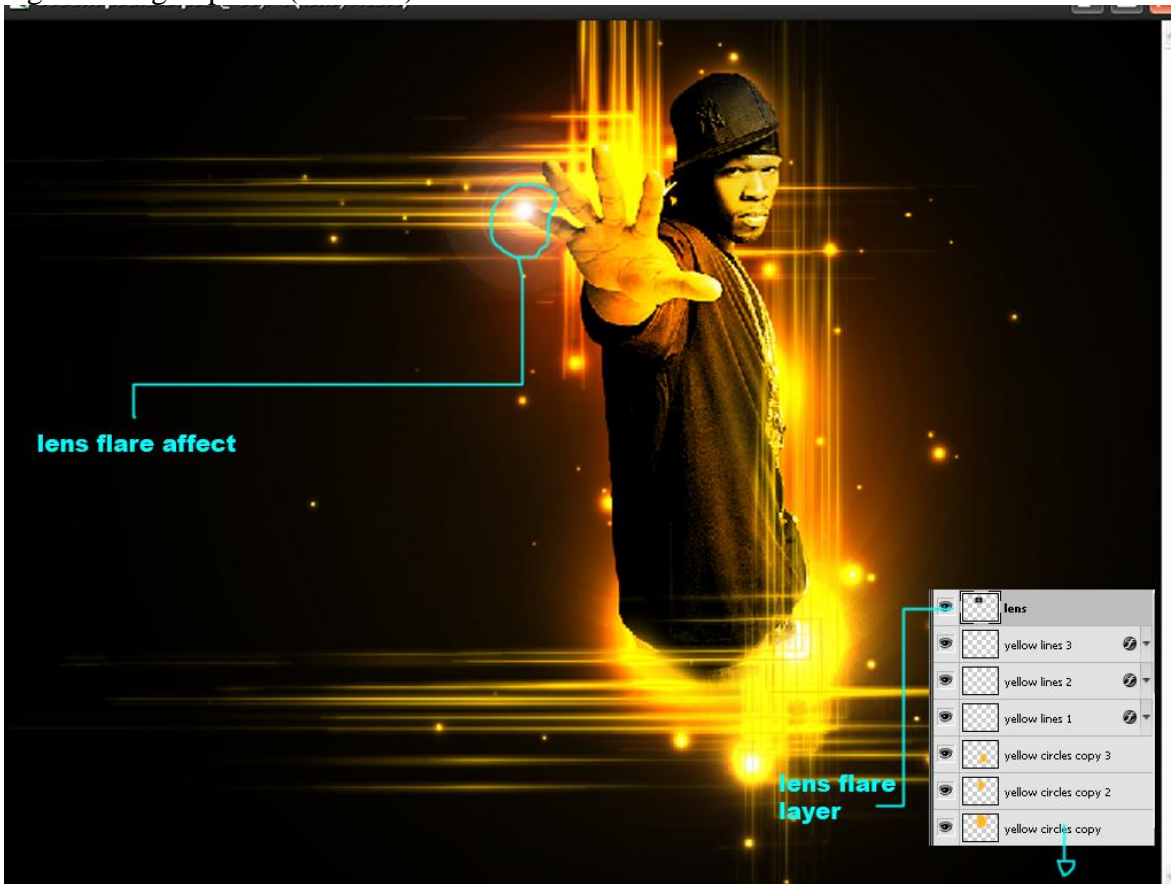 lens flare affect
lens
yellow lines 3
yellow lines 2
yellow lines 1
yellow circles copy 3
yellow circles copy 2
yellow circles copy
lens flare
layer